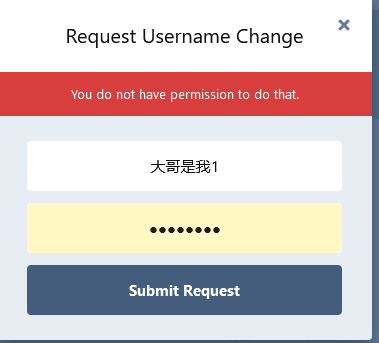 Request Username Change
You do not have permission to do that.
大哥是我1
••••••••
Submit Request